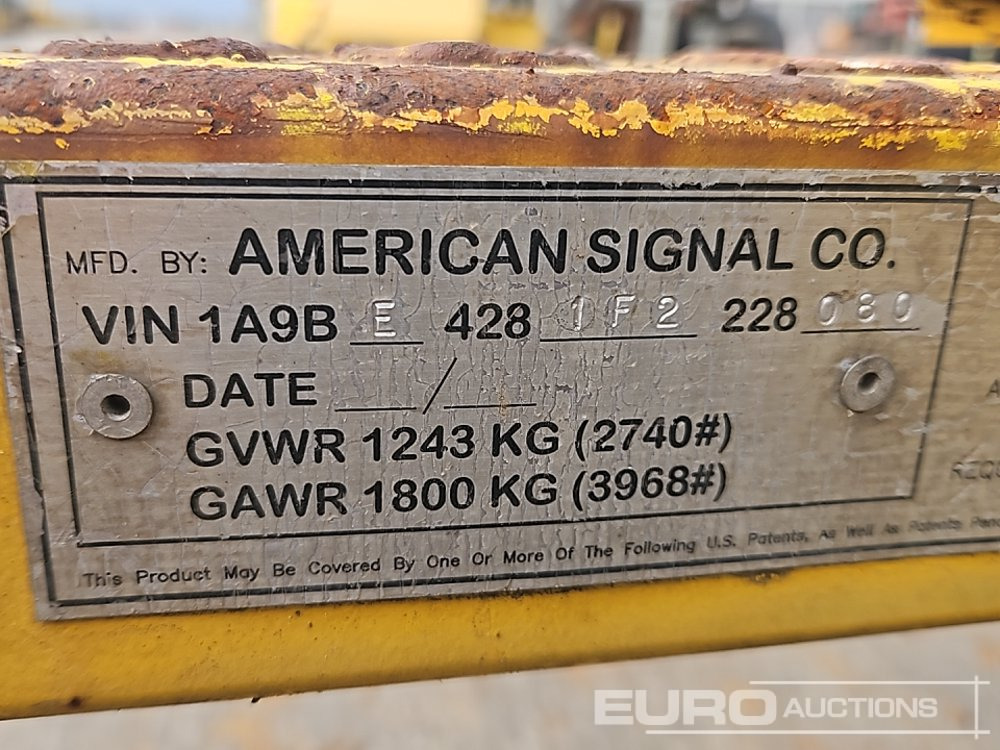 MFD. BY: AMERICAN SIGNAL CO.
VIN 1A9B E 428 1F2 228 080
DATE __/__
GVWR 1243 KG (2740#)
GAWR 1800 KG (3968#)
This Product May Be Covered By One Or More Of The Following U.S. Patents, As Well As Patents
EURO AUCTIONS